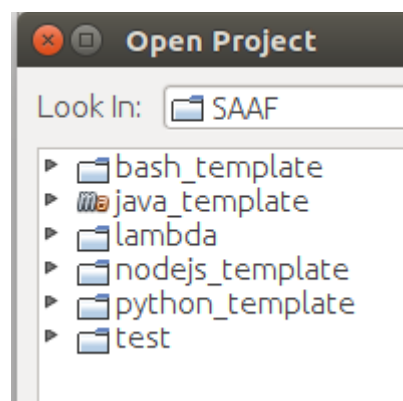 Open Project
Look In: SAAF
bash_template
java_template
lambda
nodejs_template
python_template
test